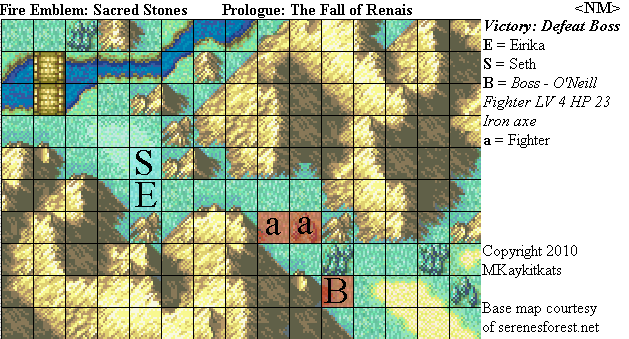 Fire Emblem: Sacred Stones Prologue: The Fall of Renais <NM>
Victory: Defeat Boss
E = Eirika
S = Seth
B = Boss - O'Neill
Fighter LV 4 HP 23
Iron axe
a = Fighter
S
E
a a
B
Copyright 2010
MKaykitkats
Base map courtesy
of serenesforest.net